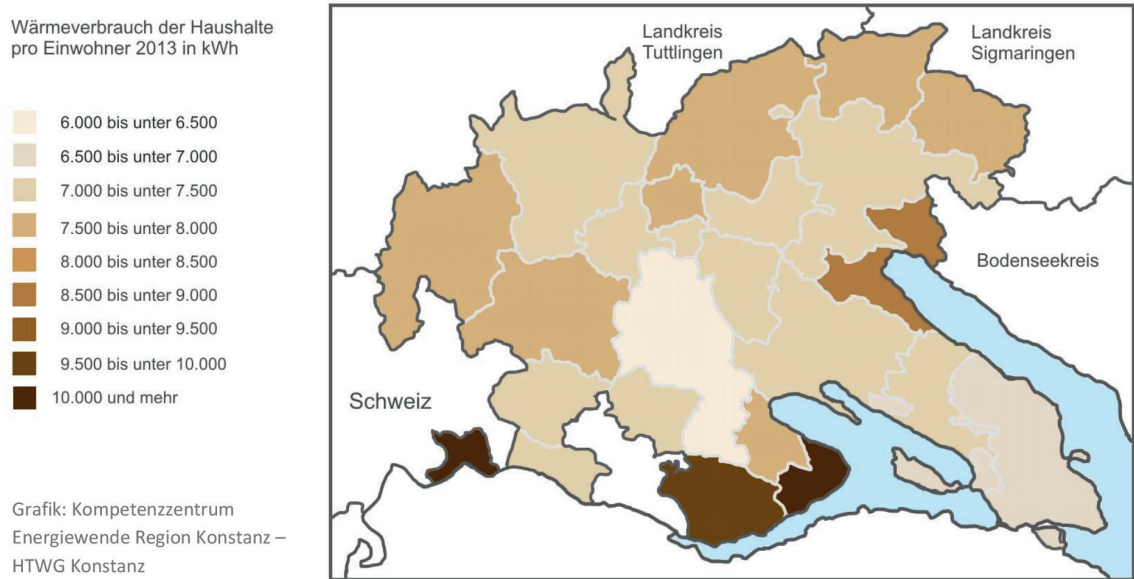 Wärmeverbrauch der Haushalte
pro Einwohner 2013 in kWh
6.000 bis unter 6.500
6.500 bis unter 7.000
7.000 bis unter 7.500
7.500 bis unter 8.000
8.000 bis unter 8.500
8.500 bis unter 9.000
9.000 bis unter 9.500
9.500 bis unter 10.000
10.000 und mehr
Grafik: Kompetenzzentrum
Energiewende Region Konstanz –
HTWG Konstanz
Landkreis
Tuttlingen
Landkreis
Sigmaringen
Bodenseekreis
Schweiz